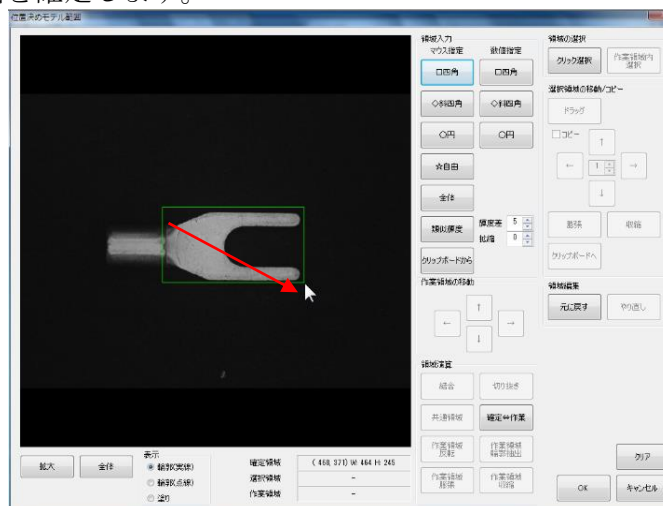 を確定します。
位置決めモデル範囲
領域入力
マウス指定 数値指定
□四角 □四角
◇斜四角 ◇斜四角
○円 ○円
☆自由
全体
類似輝度 輝度差 5
拡縮 0
クリップボードから
作業領域の移動
↑
← →
↓
領域演算
結合 切り抜き
共通領域 確定⇔作業
作業領域反転 作業領域輪郭抽出
作業領域膨張 作業領域収縮
領域の選択
クリック選択 作業領域内選択
選択領域の移動/コピー
ドラッグ
コピー
↑
← 1 →
↓
膨張 収縮
クリップボードへ
領域編集
元に戻す やり直し
クリア
OK キャンセル
拡大 全体
表示
輪郭(実線)
輪郭(点線)
塗り
確定領域 ( 468, 371) W: 464 H: 245
選択領域 -
作業領域 -